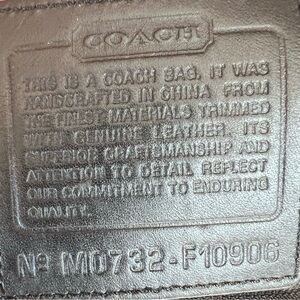 COACH
THIS IS A COACH BAG. IT WAS
HANDCRAFTED IN CHINA FROM
THE FINEST MATERIALS TRIMMED
WITH GENUINE LEATHER. ITS
SUPERIOR CRAFTSMANSHIP AND
ATTENTION TO DETAIL REFLECT
OUR COMMITMENT TO ENDURING
QUALITY.
Nº M0732-F10906